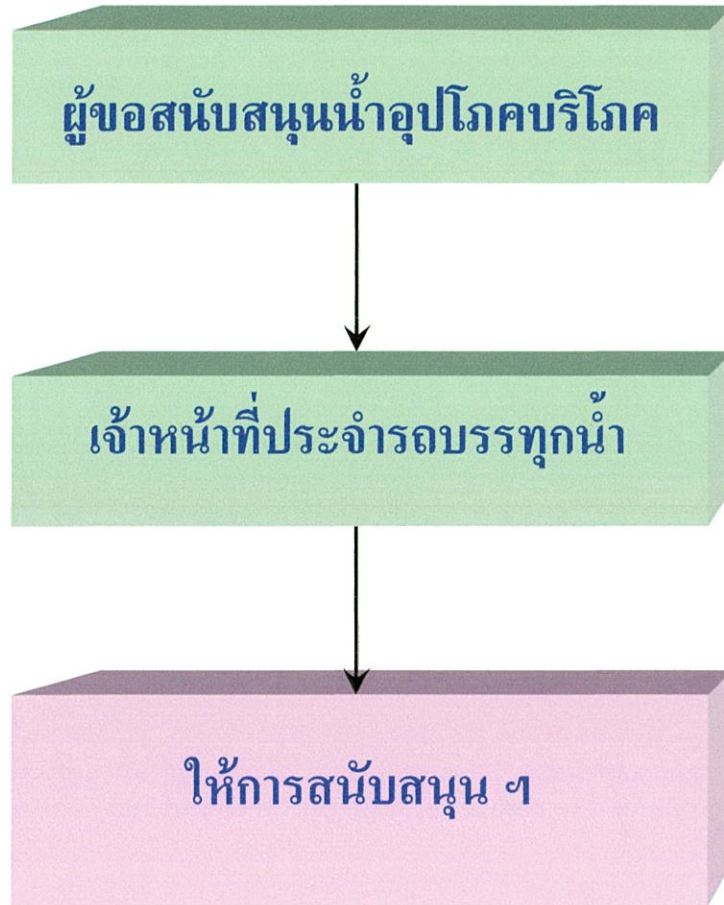 ผู้ขอสนับสนุนน้ำอุปโภคบริโภค
เจ้าหน้าที่ประจำรถบรรทุกน้ำ
ให้การสนับสนุน ฯ